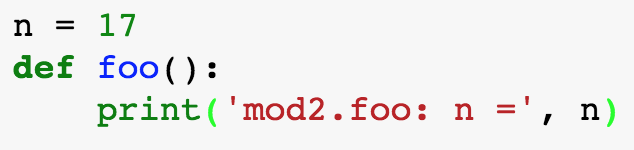 n = 17
def foo():
    print('mod2.foo: n =', n)